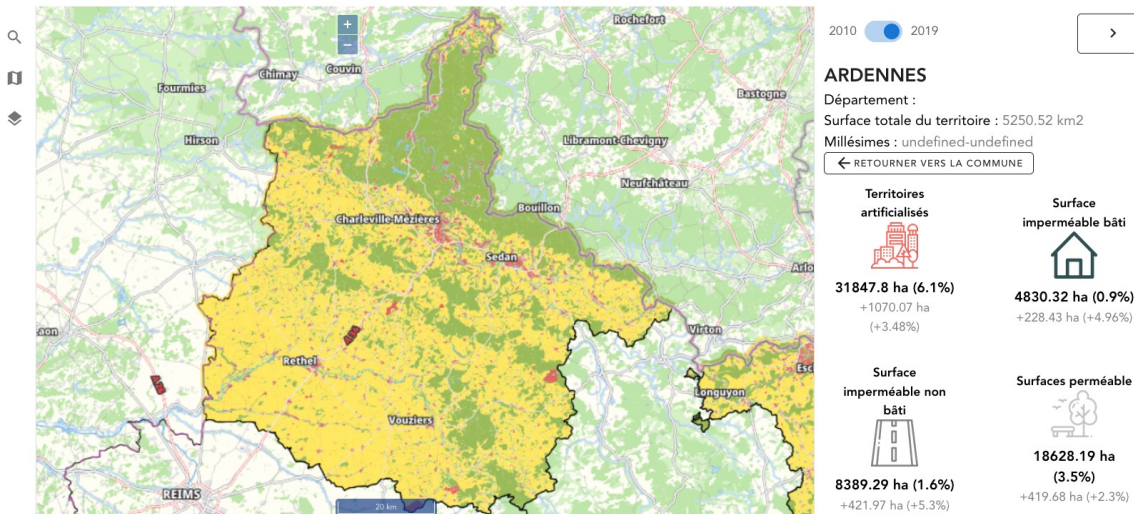 Rochefort
Couvin
Chimay
Fourmies
Bastogne
Hirson
Libramont-Chevigny
Neufchâteau
Bouillon
Charleville-Mézières
Sedan
Arlo
Virton
aon
Rethel
Esc
Longuyon
Vouziers
REIMS
20 km
+
−
A34
2010 2019
ARDENNES
Département :
Surface totale du territoire : 5250.52 km2
Millésimes : undefined-undefined
RETOURNER VERS LA COMMUNE
Territoires
artificialisés
31847.8 ha (6.1%)
+1070.07 ha
(+3.48%)
Surface
imperméable bâti
4830.32 ha (0.9%)
+228.43 ha (+4.96%)
Surface
imperméable non
bâti
8389.29 ha (1.6%)
+421.97 ha (+5.3%)
Surfaces perméable
18628.19 ha
(3.5%)
+419.68 ha (+2.3%)